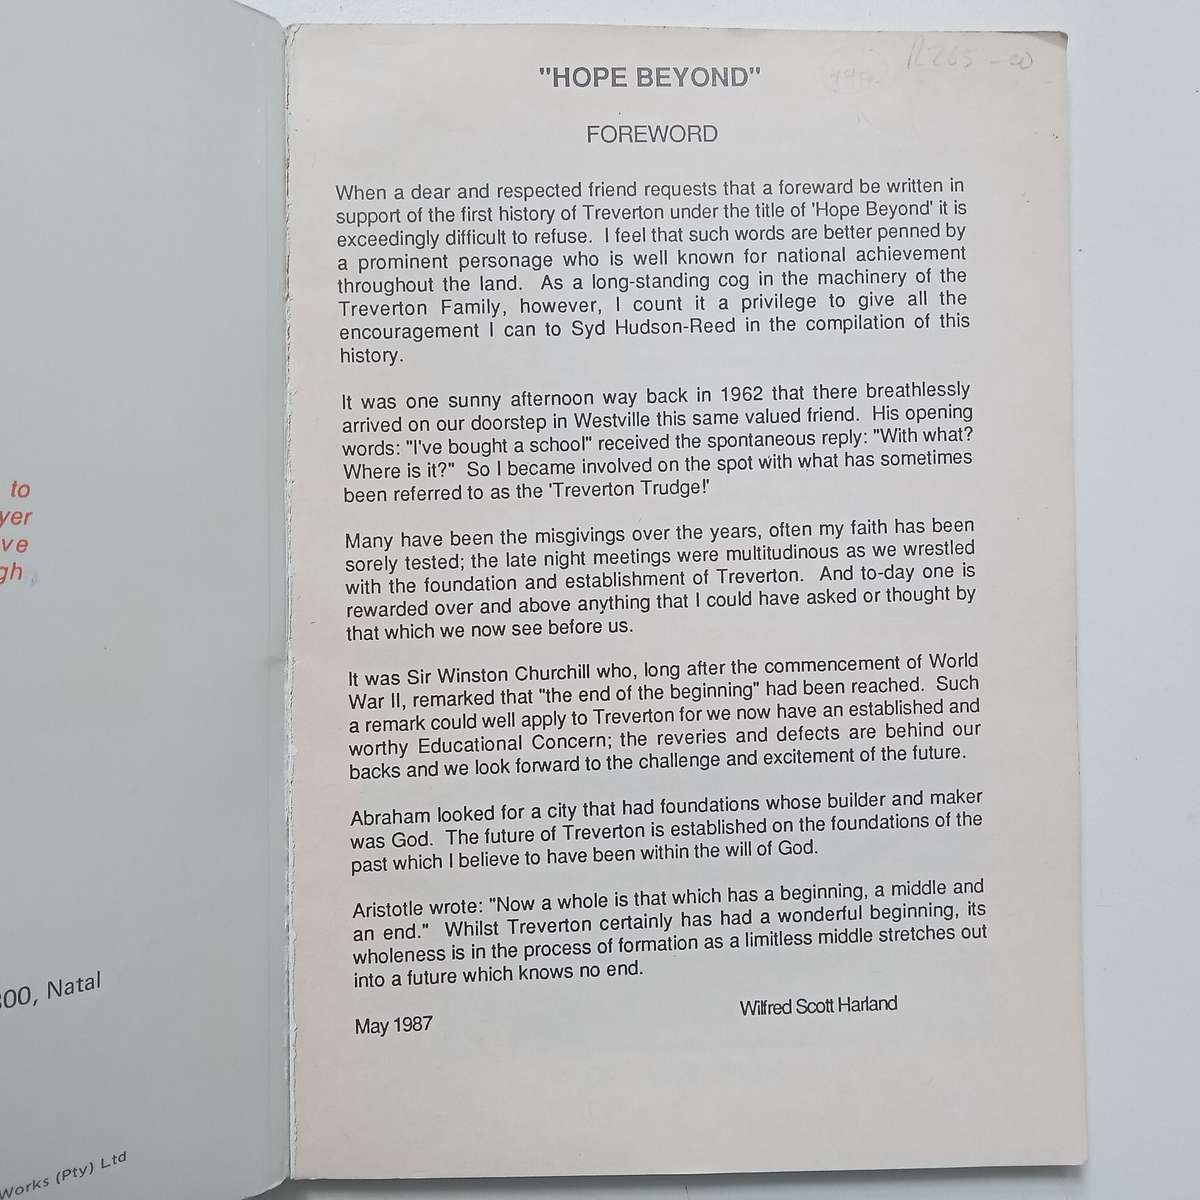 to
yer
ve
gh
300, Natal
Works (Pty) Ltd
R265-00
"HOPE BEYOND"
FOREWORD
When a dear and respected friend requests that a foreward be written in
support of the first history of Treverton under the title of 'Hope Beyond' it is
exceedingly difficult to refuse. I feel that such words are better penned by
a prominent personage who is well known for national achievement
throughout the land. As a long-standing cog in the machinery of the
Treverton Family, however, I count it a privilege to give all the
encouragement I can to Syd Hudson-Reed in the compilation of this
history.
It was one sunny afternoon way back in 1962 that there breathlessly
arrived on our doorstep in Westville this same valued friend. His opening
words: "I've bought a school" received the spontaneous reply: "With what?
Where is it?" So I became involved on the spot with what has sometimes
been referred to as the 'Treverton Trudge!'
Many have been the misgivings over the years, often my faith has been
sorely tested; the late night meetings were multitudinous as we wrestled
with the foundation and establishment of Treverton. And to-day one is
rewarded over and above anything that I could have asked or thought by
that which we now see before us.
It was Sir Winston Churchill who, long after the commencement of World
War II, remarked that "the end of the beginning" had been reached. Such
a remark could well apply to Treverton for we now have an established and
worthy Educational Concern; the reveries and defects are behind our
backs and we look forward to the challenge and excitement of the future.
Abraham looked for a city that had foundations whose builder and maker
was God. The future of Treverton is established on the foundations of the
past which I believe to have been within the will of God.
Aristotle wrote: "Now a whole is that which has a beginning, a middle and
an end." Whilst Treverton certainly has had a wonderful beginning, its
wholeness is in the process of formation as a limitless middle stretches out
into a future which knows no end.
Wilfred Scott Harland
May 1987